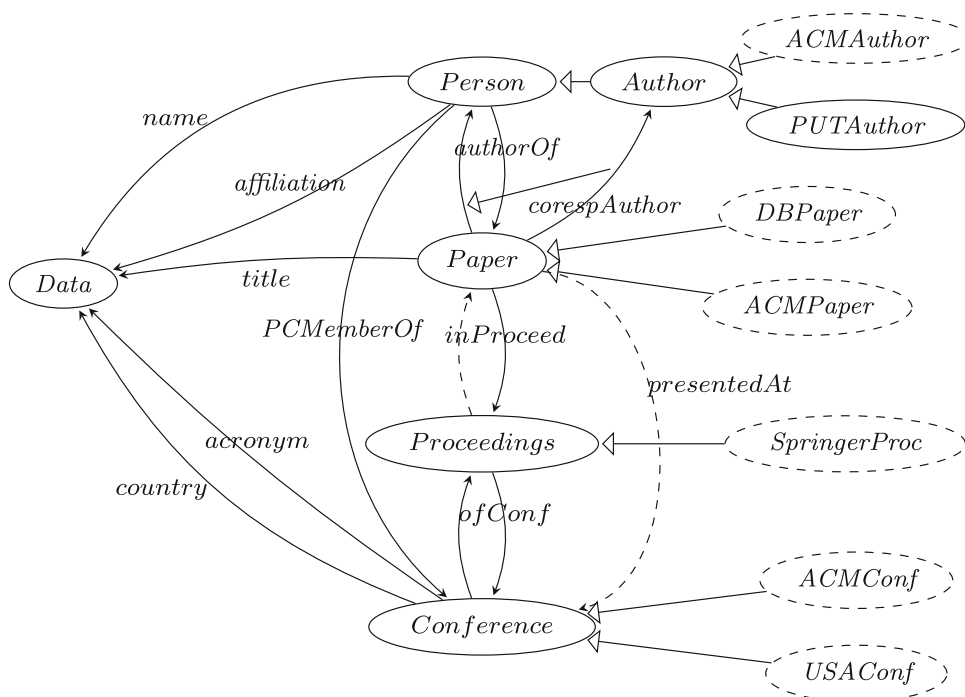 ACMAuthor
Person
Author
name
PUTAuthor
authorOf
affiliation
corespAuthor
DBPaper
Paper
Data
title
ACMPaper
PCMemberOf
inProceed
presentedAt
acronym
Proceedings
SpringerProc
country
ofConf
ACMConf
Conference
USAConf